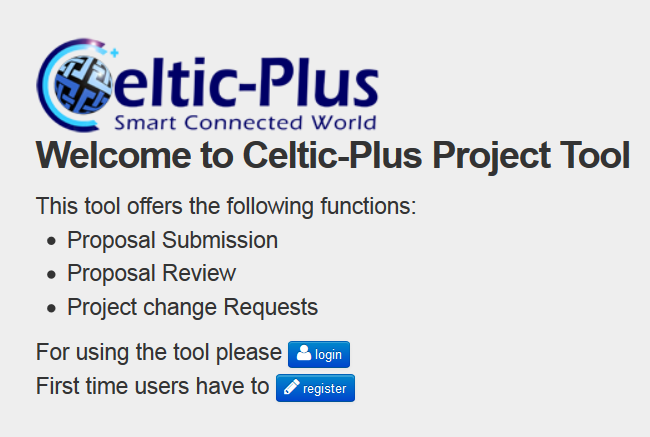 Celtic-Plus
Smart Connected World
Welcome to Celtic-Plus Project Tool
This tool offers the following functions:
• Proposal Submission
• Proposal Review
• Project change Requests
For using the tool please login
First time users have to register